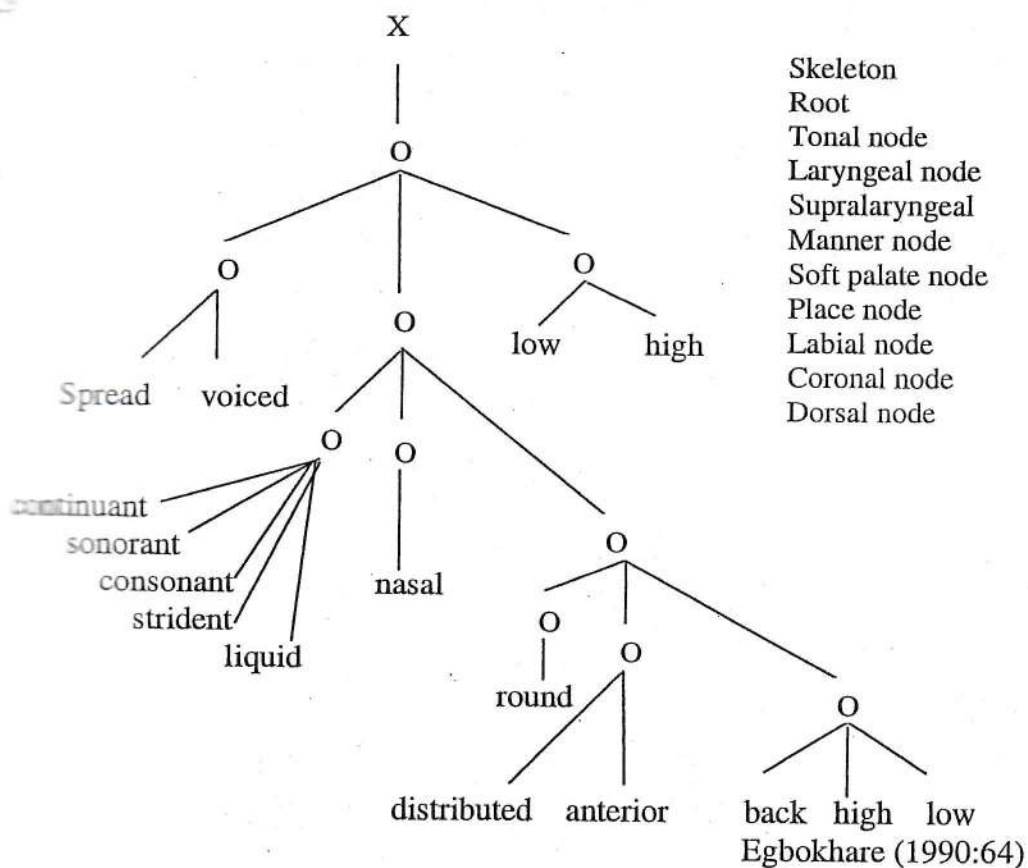 X
Skeleton
Root
Tonal node
Laryngeal node
Supralaryngeal
Manner node
Soft palate node
Place node
Labial node
Coronal node
Dorsal node
O
O
O
O
low high
Spread voiced
O
O
continuant
sonorant
consonant
strident
liquid
nasal
O
O
O
round
O
distributed anterior back high low
Egbokhare (1990:64)